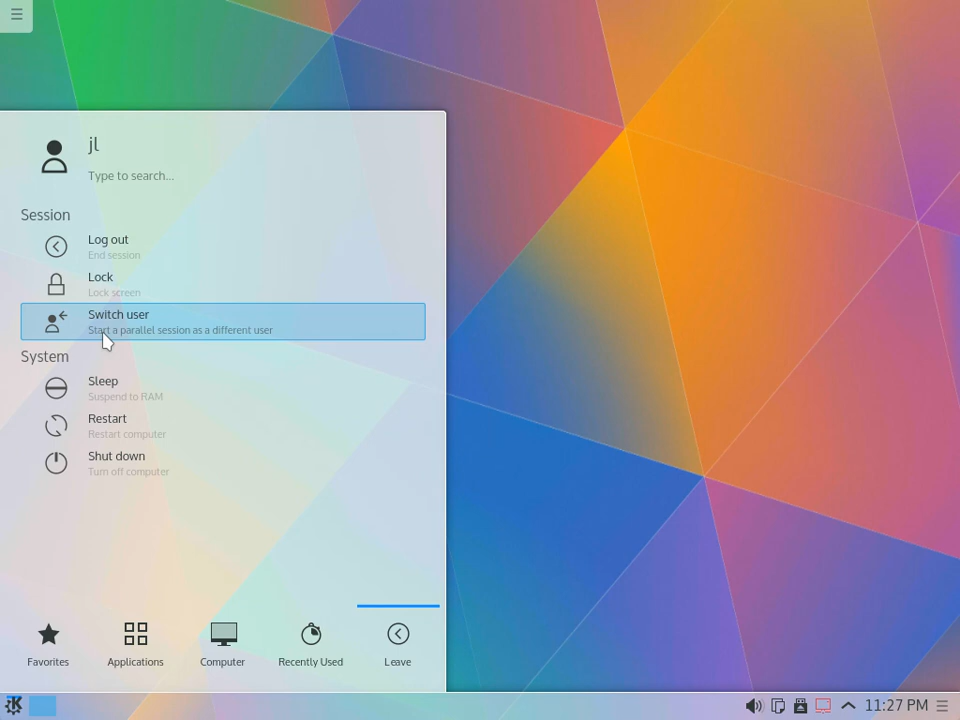 jl
Type to search...
Session
Log out
End session
Lock
Lock screen
Switch user
Start a parallel session as a different user
System
Sleep
Suspend to RAM
Restart
Restart computer
Shut down
Turn off computer
Favorites
Applications
Computer
Recently Used
Leave
11:27 PM